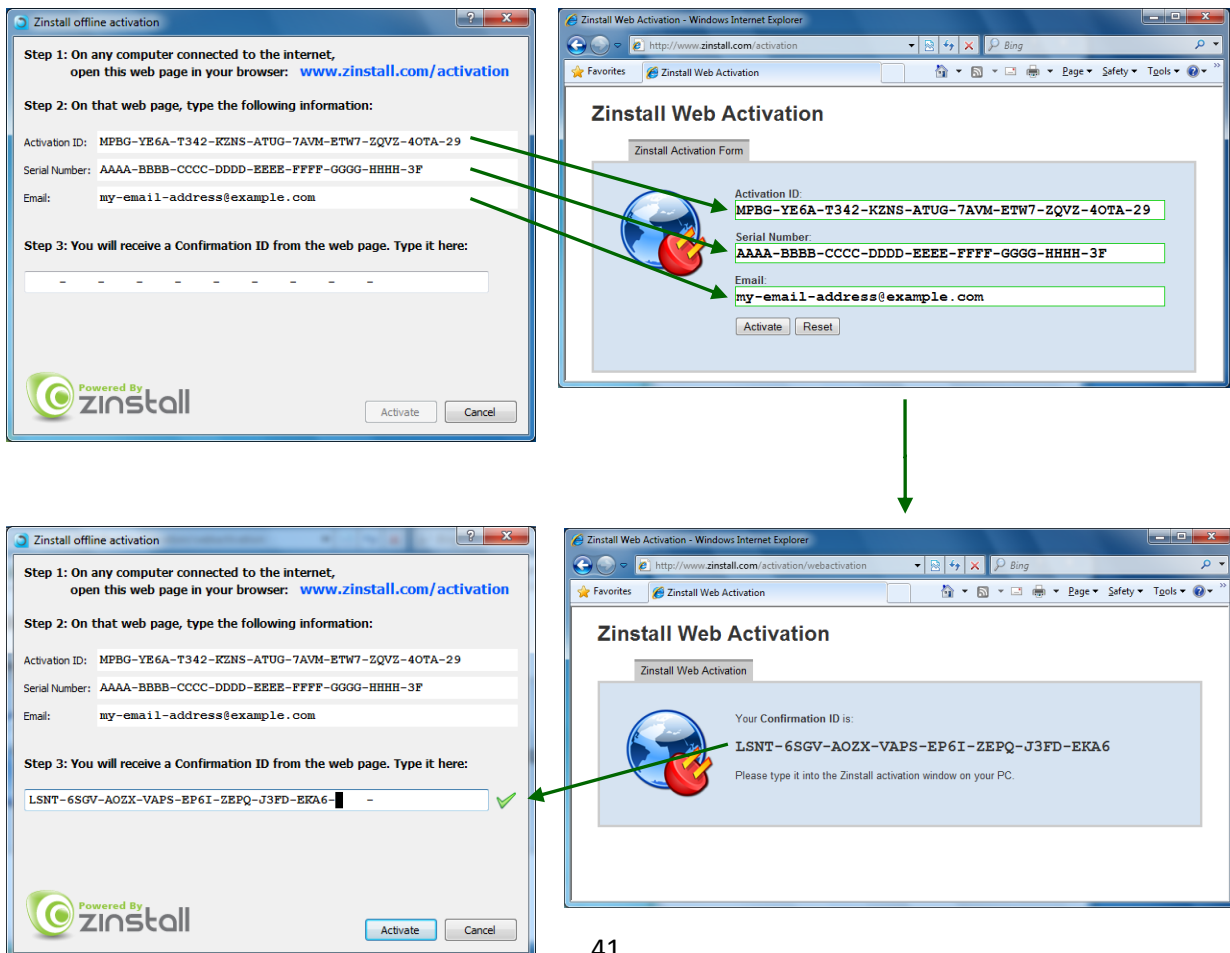 Zinstall offline activation
Step 1: On any computer connected to the internet,
open this web page in your browser: www.zinstall.com/activation
Step 2: On that web page, type the following information:
Activation ID: MPBG-YE6A-T342-KZNS-ATUG-7AVM-ETW7-ZQVZ-4OTA-29
Serial Number: AAAA-BBBB-CCCC-DDDD-EEEE-FFFF-GGGG-HHHH-3F
Email: my-email-address@example.com
Step 3: You will receive a Confirmation ID from the web page. Type it here:
- - - - - - - - -
Powered By
zinstall
Activate Cancel
Zinstall Web Activation - Windows Internet Explorer
http://www.zinstall.com/activation Bing
Favorites Zinstall Web Activation Page Safety Tools
Zinstall Web Activation
Zinstall Activation Form
Activation ID:
MPBG-YE6A-T342-KZNS-ATUG-7AVM-ETW7-ZQVZ-4OTA-29
Serial Number:
AAAA-BBBB-CCCC-DDDD-EEEE-FFFF-GGGG-HHHH-3F
Email:
my-email-address@example.com
Activate Reset
Zinstall offline activation
Step 1: On any computer connected to the internet,
open this web page in your browser: www.zinstall.com/activation
Step 2: On that web page, type the following information:
Activation ID: MPBG-YE6A-T342-KZNS-ATUG-7AVM-ETW7-ZQVZ-4OTA-29
Serial Number: AAAA-BBBB-CCCC-DDDD-EEEE-FFFF-GGGG-HHHH-3F
Email: my-email-address@example.com
Step 3: You will receive a Confirmation ID from the web page. Type it here:
LSNT-6SGV-AOZX-VAPS-EP6I-ZEPQ-J3FD-EKA6- -
Powered By
zinstall
Activate Cancel
Zinstall Web Activation - Windows Internet Explorer
http://www.zinstall.com/activation/webactivation Bing
Favorites Zinstall Web Activation Page Safety Tools
Zinstall Web Activation
Zinstall Web Activation
Your Confirmation ID is:
LSNT-6SGV-AOZX-VAPS-EP6I-ZEPQ-J3FD-EKA6
Please type it into the Zinstall activation window on your PC.
41